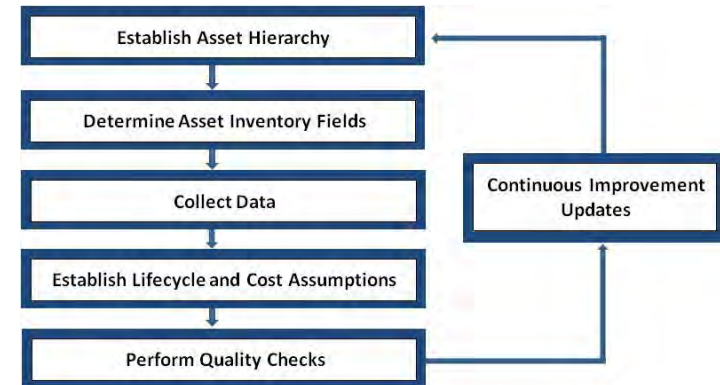 Establish Asset Hierarchy
Determine Asset Inventory Fields
Collect Data
Establish Lifecycle and Cost Assumptions
Perform Quality Checks
Continuous Improvement
Updates